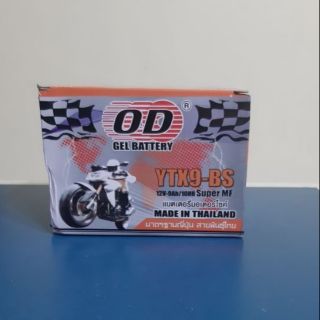 OD ®
GEL BATTERY
YTX9-BS
12V-9Ah/10HR Super MF
แบตเตอรี่มอเตอร์ไซค์
MADE IN THAILAND
มาตรฐานญี่ปุ่น สายพันธุ์ไทย